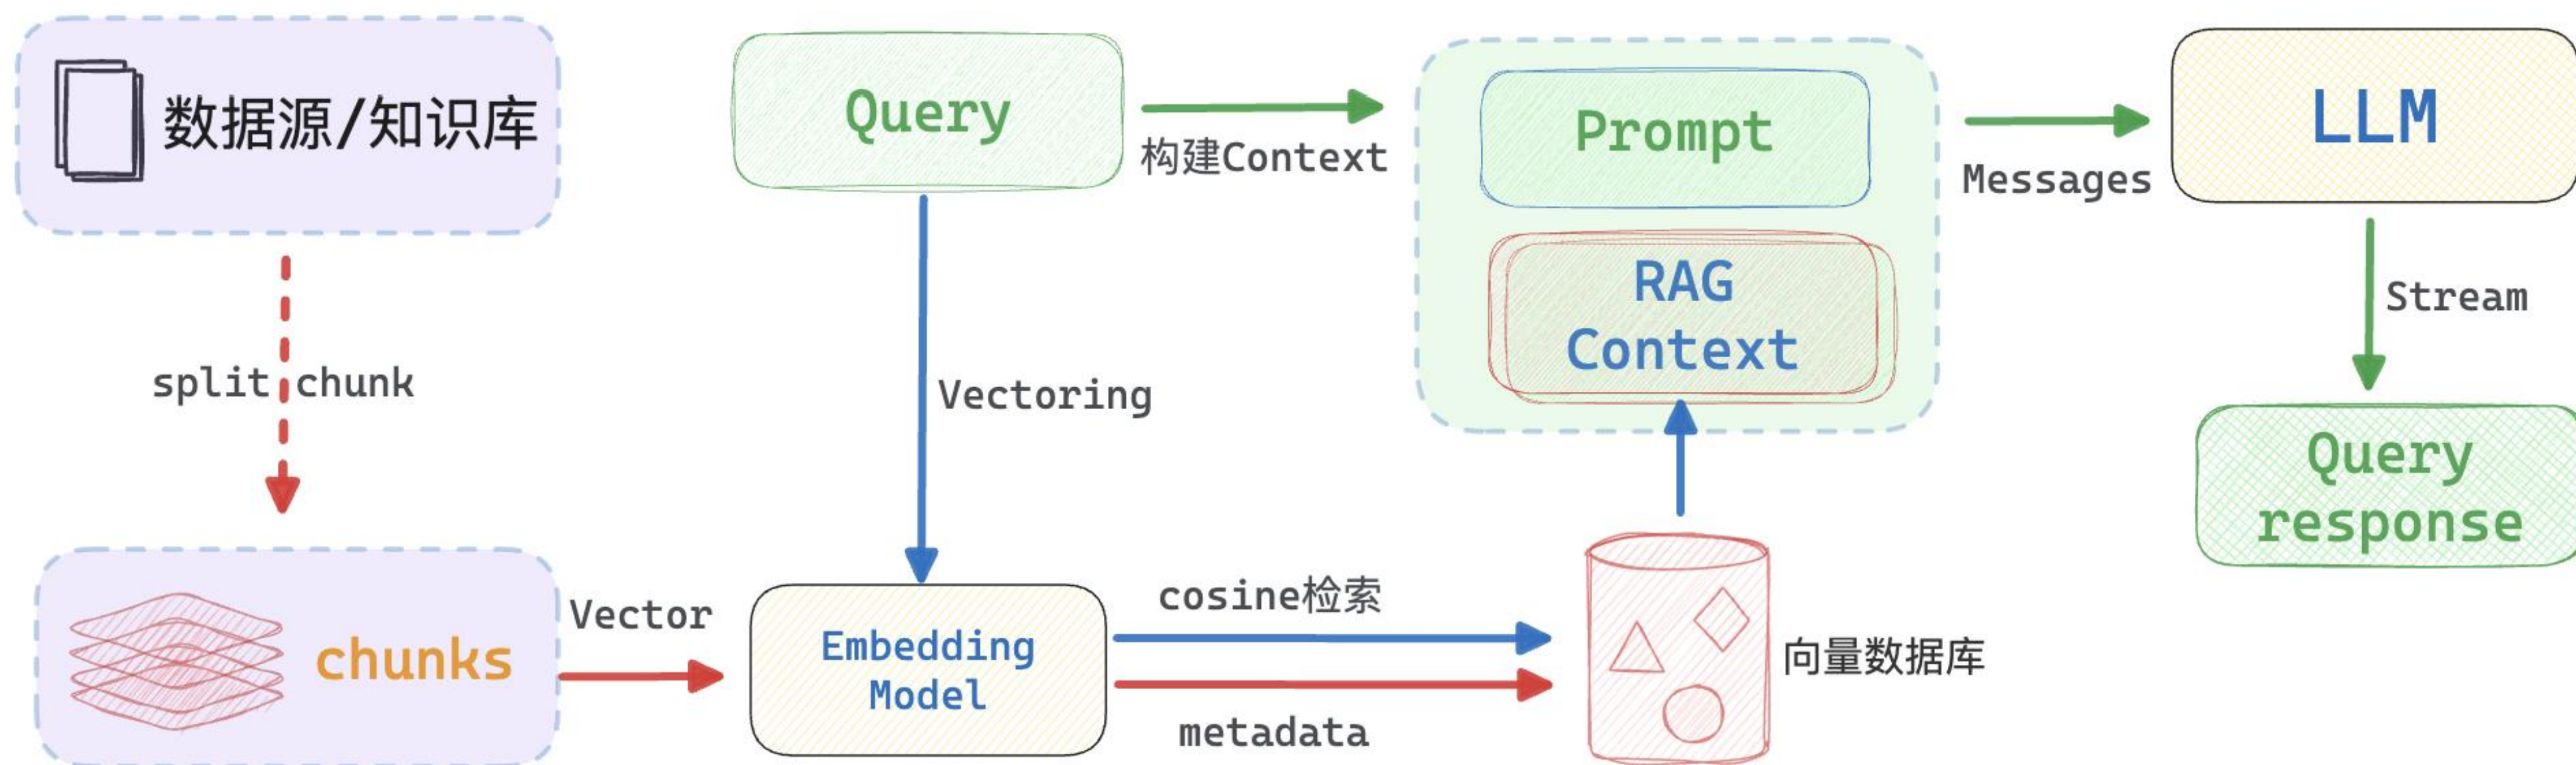 数据源/知识库
Query
构建Context
Prompt
Messages
LLM
RAG
Context
Stream
split chunk
Vectoring
Query
response
chunks
Vector
Embedding
Model
cosine检索
metadata
向量数据库